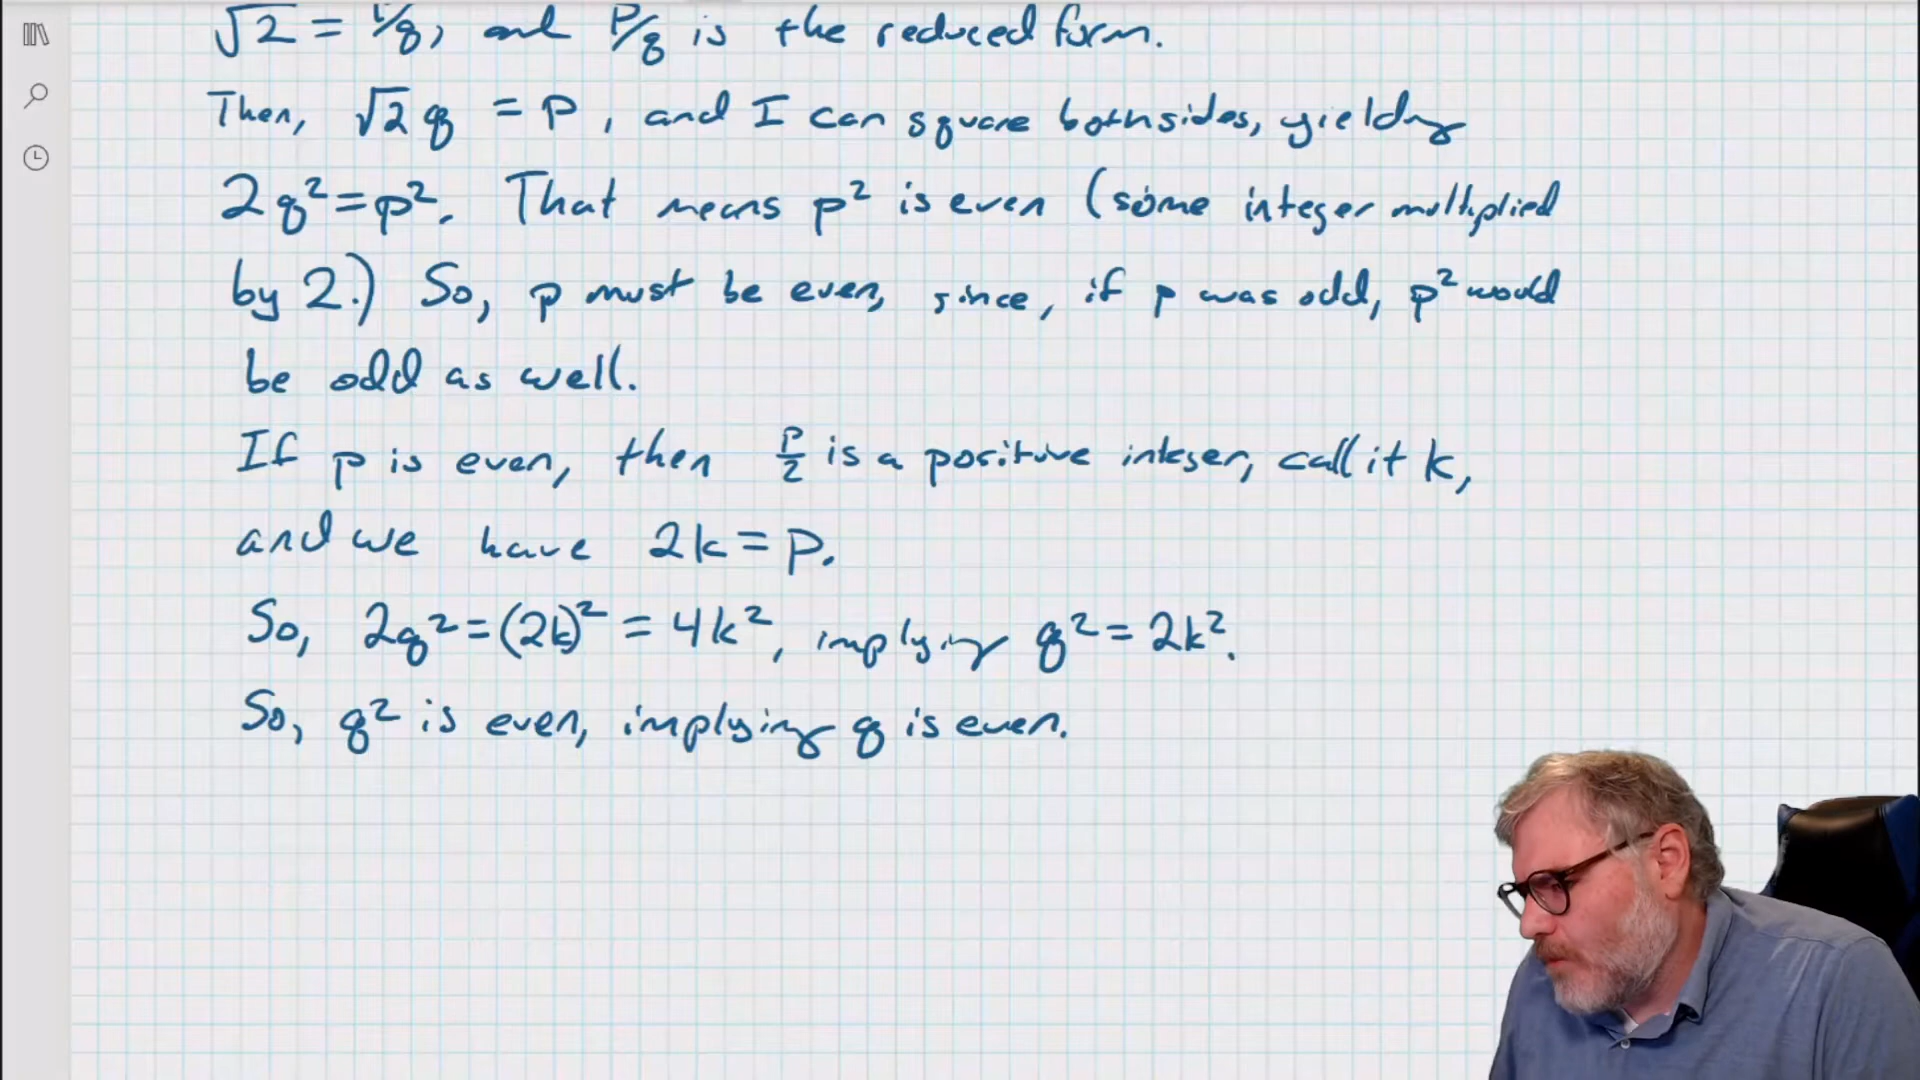 √2 = p/q, and p/q is the reduced form.
Then, √2 q = p, and I can square both sides, yielding
2q² = p². That means p² is even (some integer multiplied
by 2.) So, p must be even, since, if p was odd, p² would
be odd as well.
If p is even, then p/2 is a positive integer, call it k,
and we have 2k = p.
So, 2q² = (2k)² = 4k², implying q² = 2k².
So, q² is even, implying q is even.